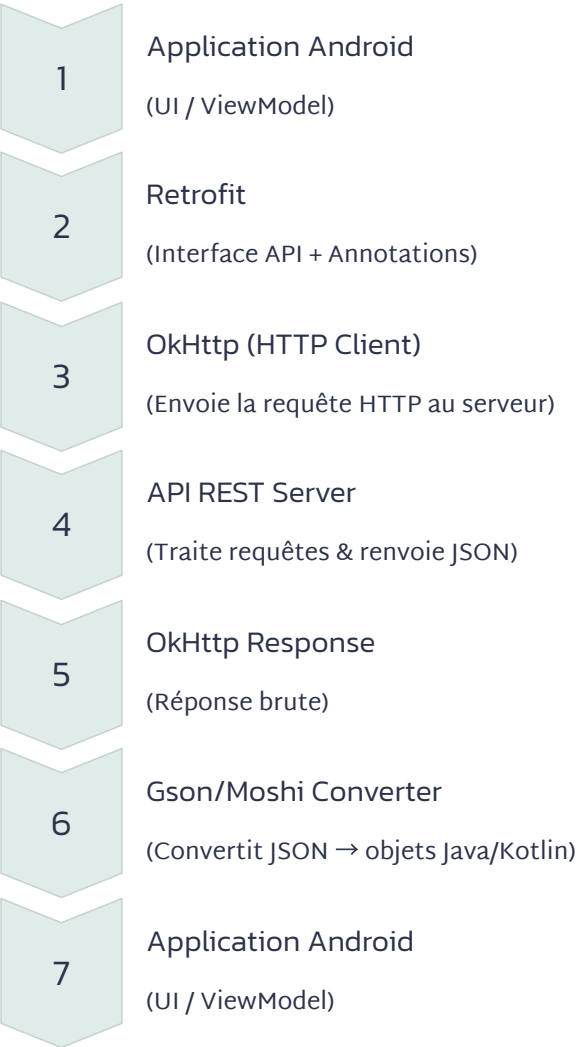 1
Application Android
(UI / ViewModel)
2
Retrofit
(Interface API + Annotations)
3
OkHttp (HTTP Client)
(Envoie la requête HTTP au serveur)
4
API REST Server
(Traite requêtes & renvoie JSON)
5
OkHttp Response
(Réponse brute)
6
Gson/Moshi Converter
(Convertit JSON → objets Java/Kotlin)
7
Application Android
(UI / ViewModel)